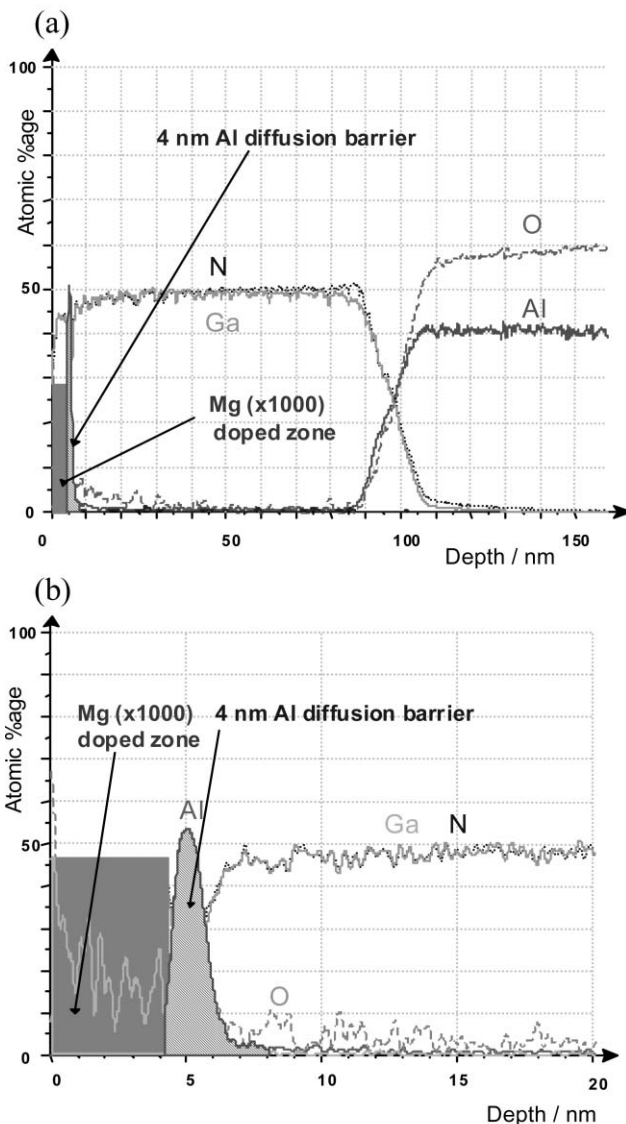 (a)
100
4 nm Al diffusion barrier
Atomic %age
O
N
50
Ga
Al
Mg (x1000)
doped zone
0
0 50 100 150
Depth / nm
(b)
100
Mg (x1000)
doped zone
4 nm Al diffusion barrier
Atomic %age
Al
Ga N
50
O
0
0 5 10 15 20
Depth / nm